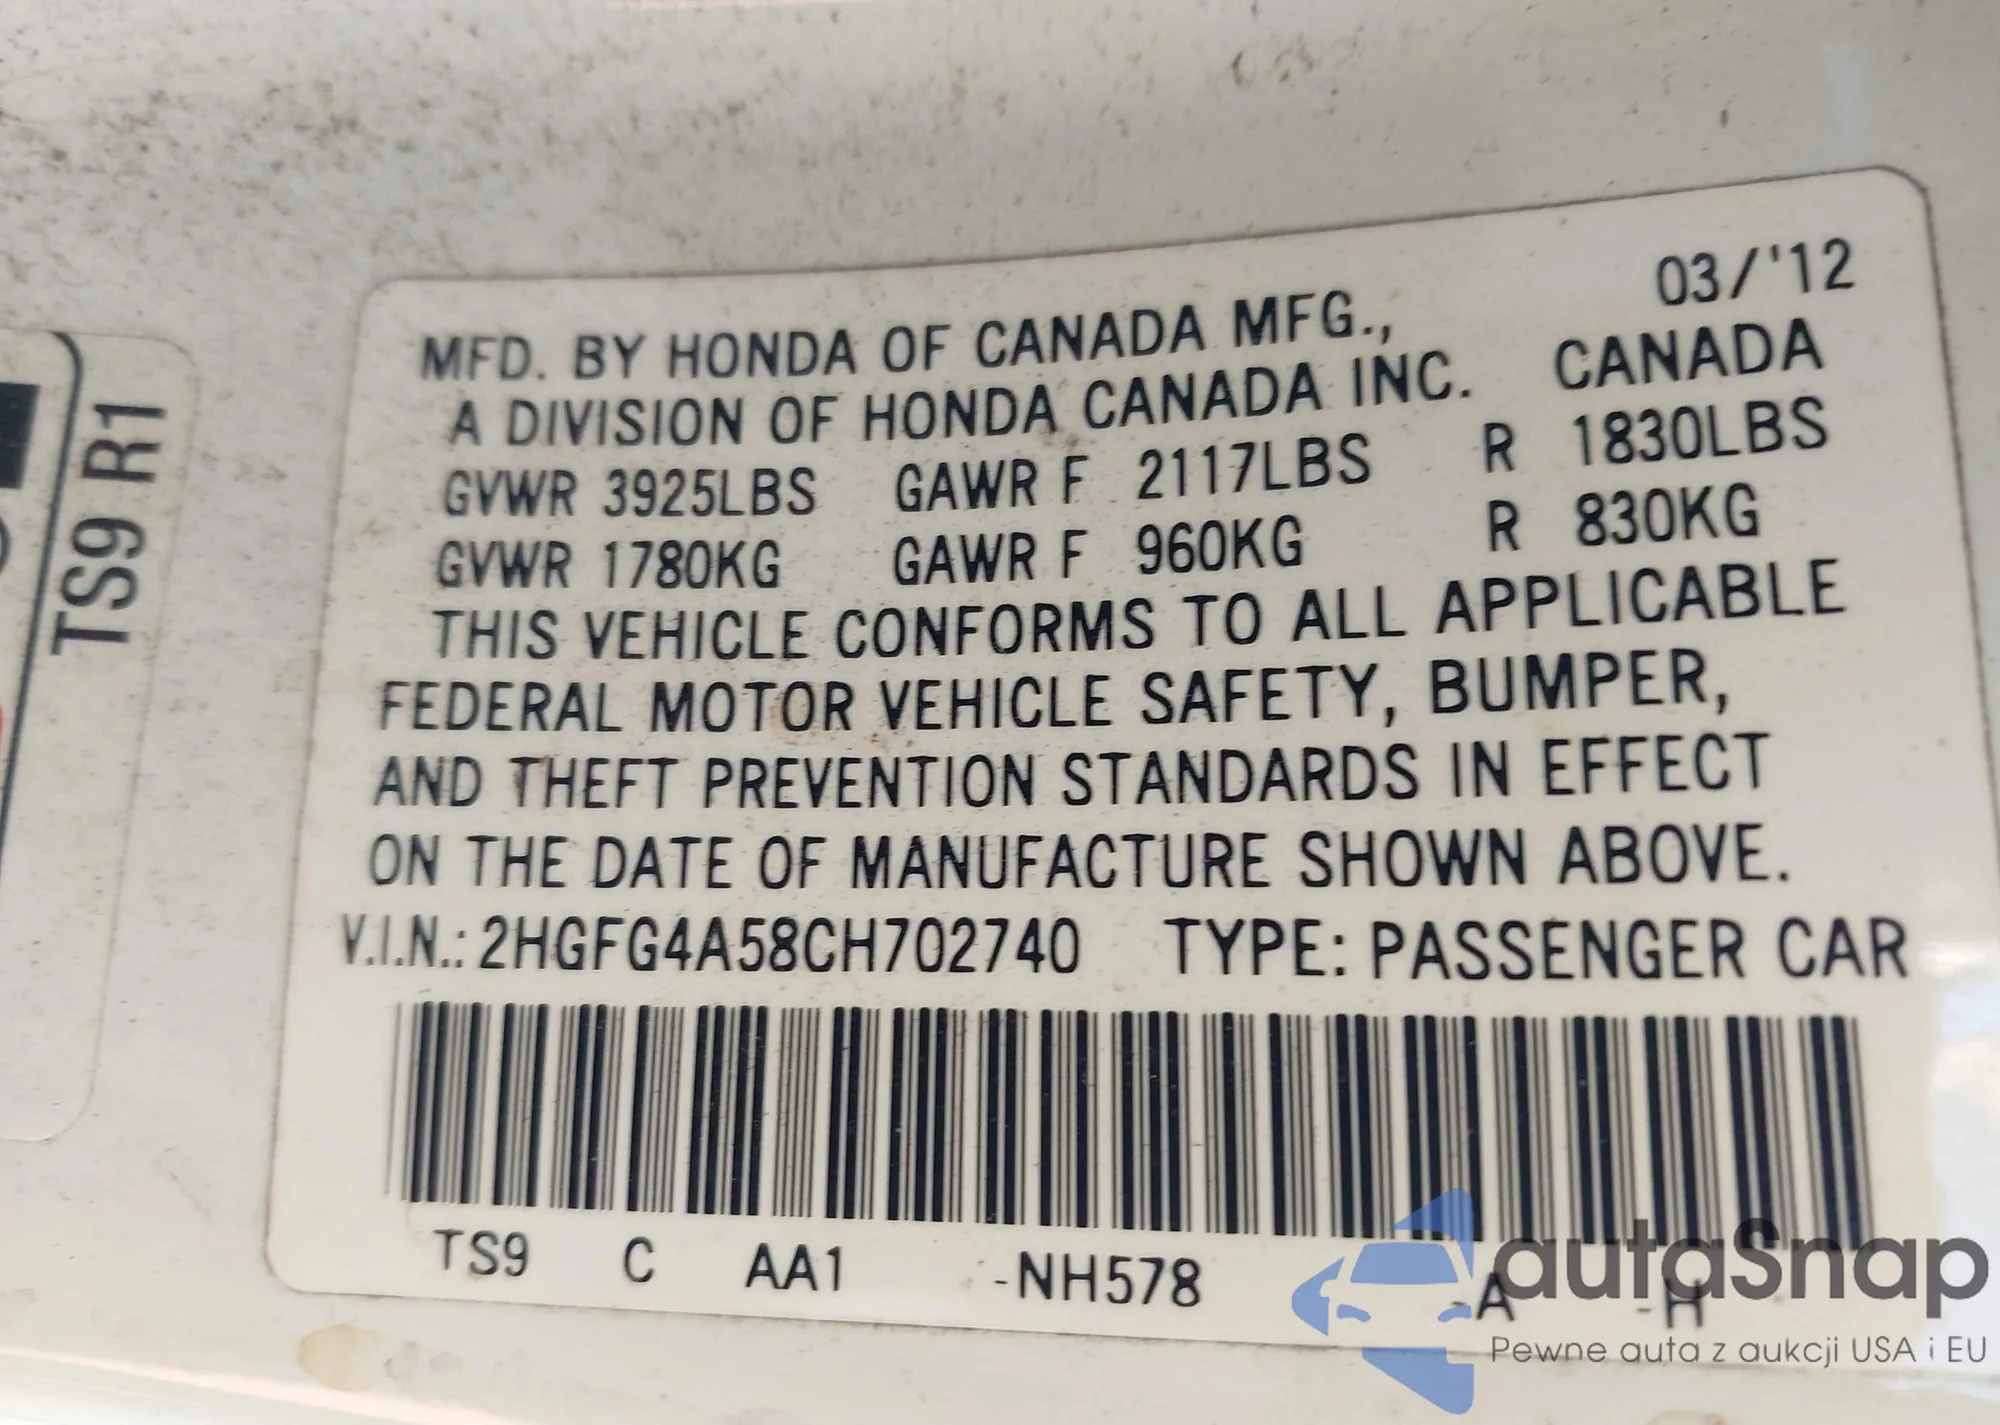 03/'12
MFD. BY HONDA OF CANADA MFG.,
A DIVISION OF HONDA CANADA INC. CANADA
GVWR 3925LBS GAWR F 2117LBS R 1830LBS
GVWR 1780KG GAWR F 960KG R 830KG
THIS VEHICLE CONFORMS TO ALL APPLICABLE
FEDERAL MOTOR VEHICLE SAFETY, BUMPER,
AND THEFT PREVENTION STANDARDS IN EFFECT
ON THE DATE OF MANUFACTURE SHOWN ABOVE.
V.I.N.: 2HGFG4A58CH702740 TYPE: PASSENGER CAR
TS9 C AA1 -NH578 -A -H
TS9 R1
autaSnap
Pewne auta z aukcji USA i EU